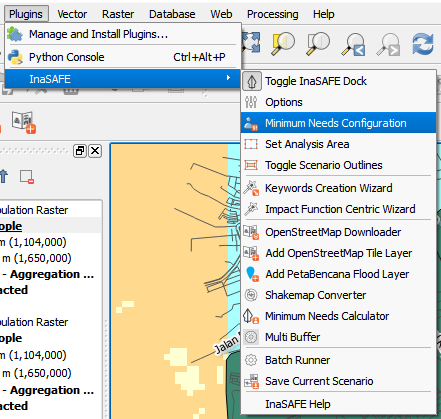 Plugins Vector Raster Database Web Processing Help
Manage and Install Plugins...
Python Console Ctrl+Alt+P
InaSAFE
Toggle InaSAFE Dock
Options
Minimum Needs Configuration
Set Analysis Area
Toggle Scenario Outlines
Keywords Creation Wizard
Impact Function Centric Wizard
OpenStreetMap Downloader
Add OpenStreetMap Tile Layer
Add PetaBencana Flood Layer
Shakemap Converter
Minimum Needs Calculator
Multi Buffer
Batch Runner
Save Current Scenario
InaSAFE Help
pulation Raster
ople
m (1,104,000)
m (1,650,000)
- Aggregation ...
acted
pulation Raster
ople
m (1,104,000)
m (1,650,000)
- Aggregation ...
acted
Jalan